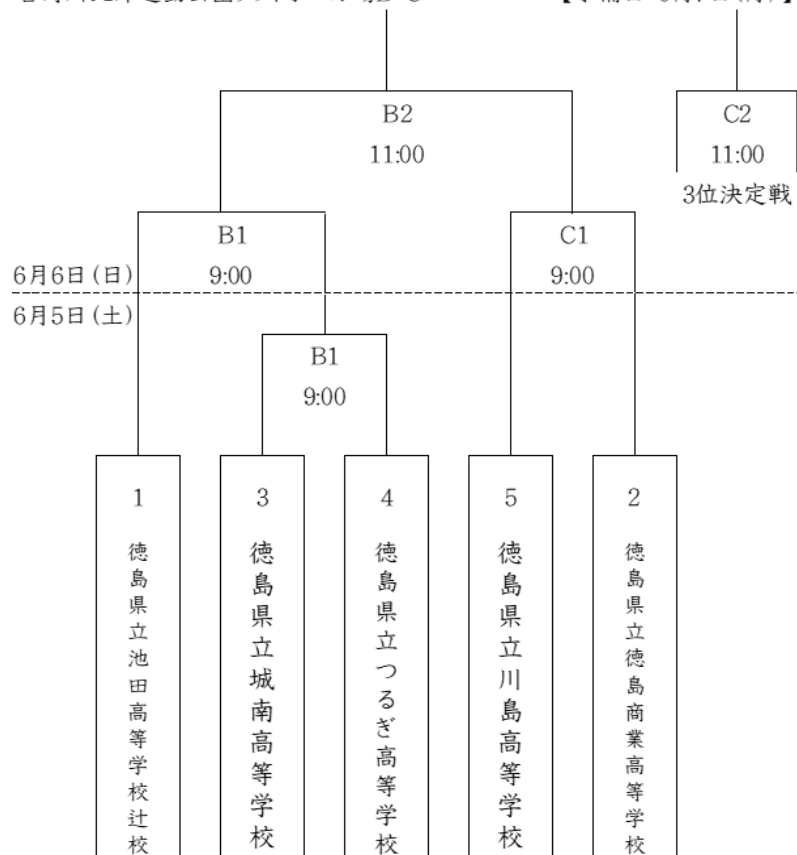 B2
11:00
C2
11:00
3位決定戦
B1
9:00
C1
9:00
6月6日(日)
6月5日(土)
B1
9:00
1
徳島県立池田高等学校辻校
3
徳島県立城南高等学校
4
徳島県立つるぎ高等学校
5
徳島県立川島高等学校
2
徳島県立徳島商業高等学校